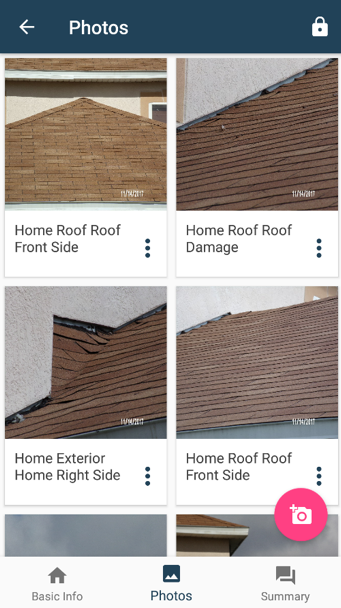 Photos
11/14/2017
11/14/2017
Home Roof Roof
Front Side
Home Roof Roof
Damage
11/14/2017
11/14/2017
Home Exterior
Home Right Side
Home Roof Roof
Front Side
Basic Info
Photos
Summary